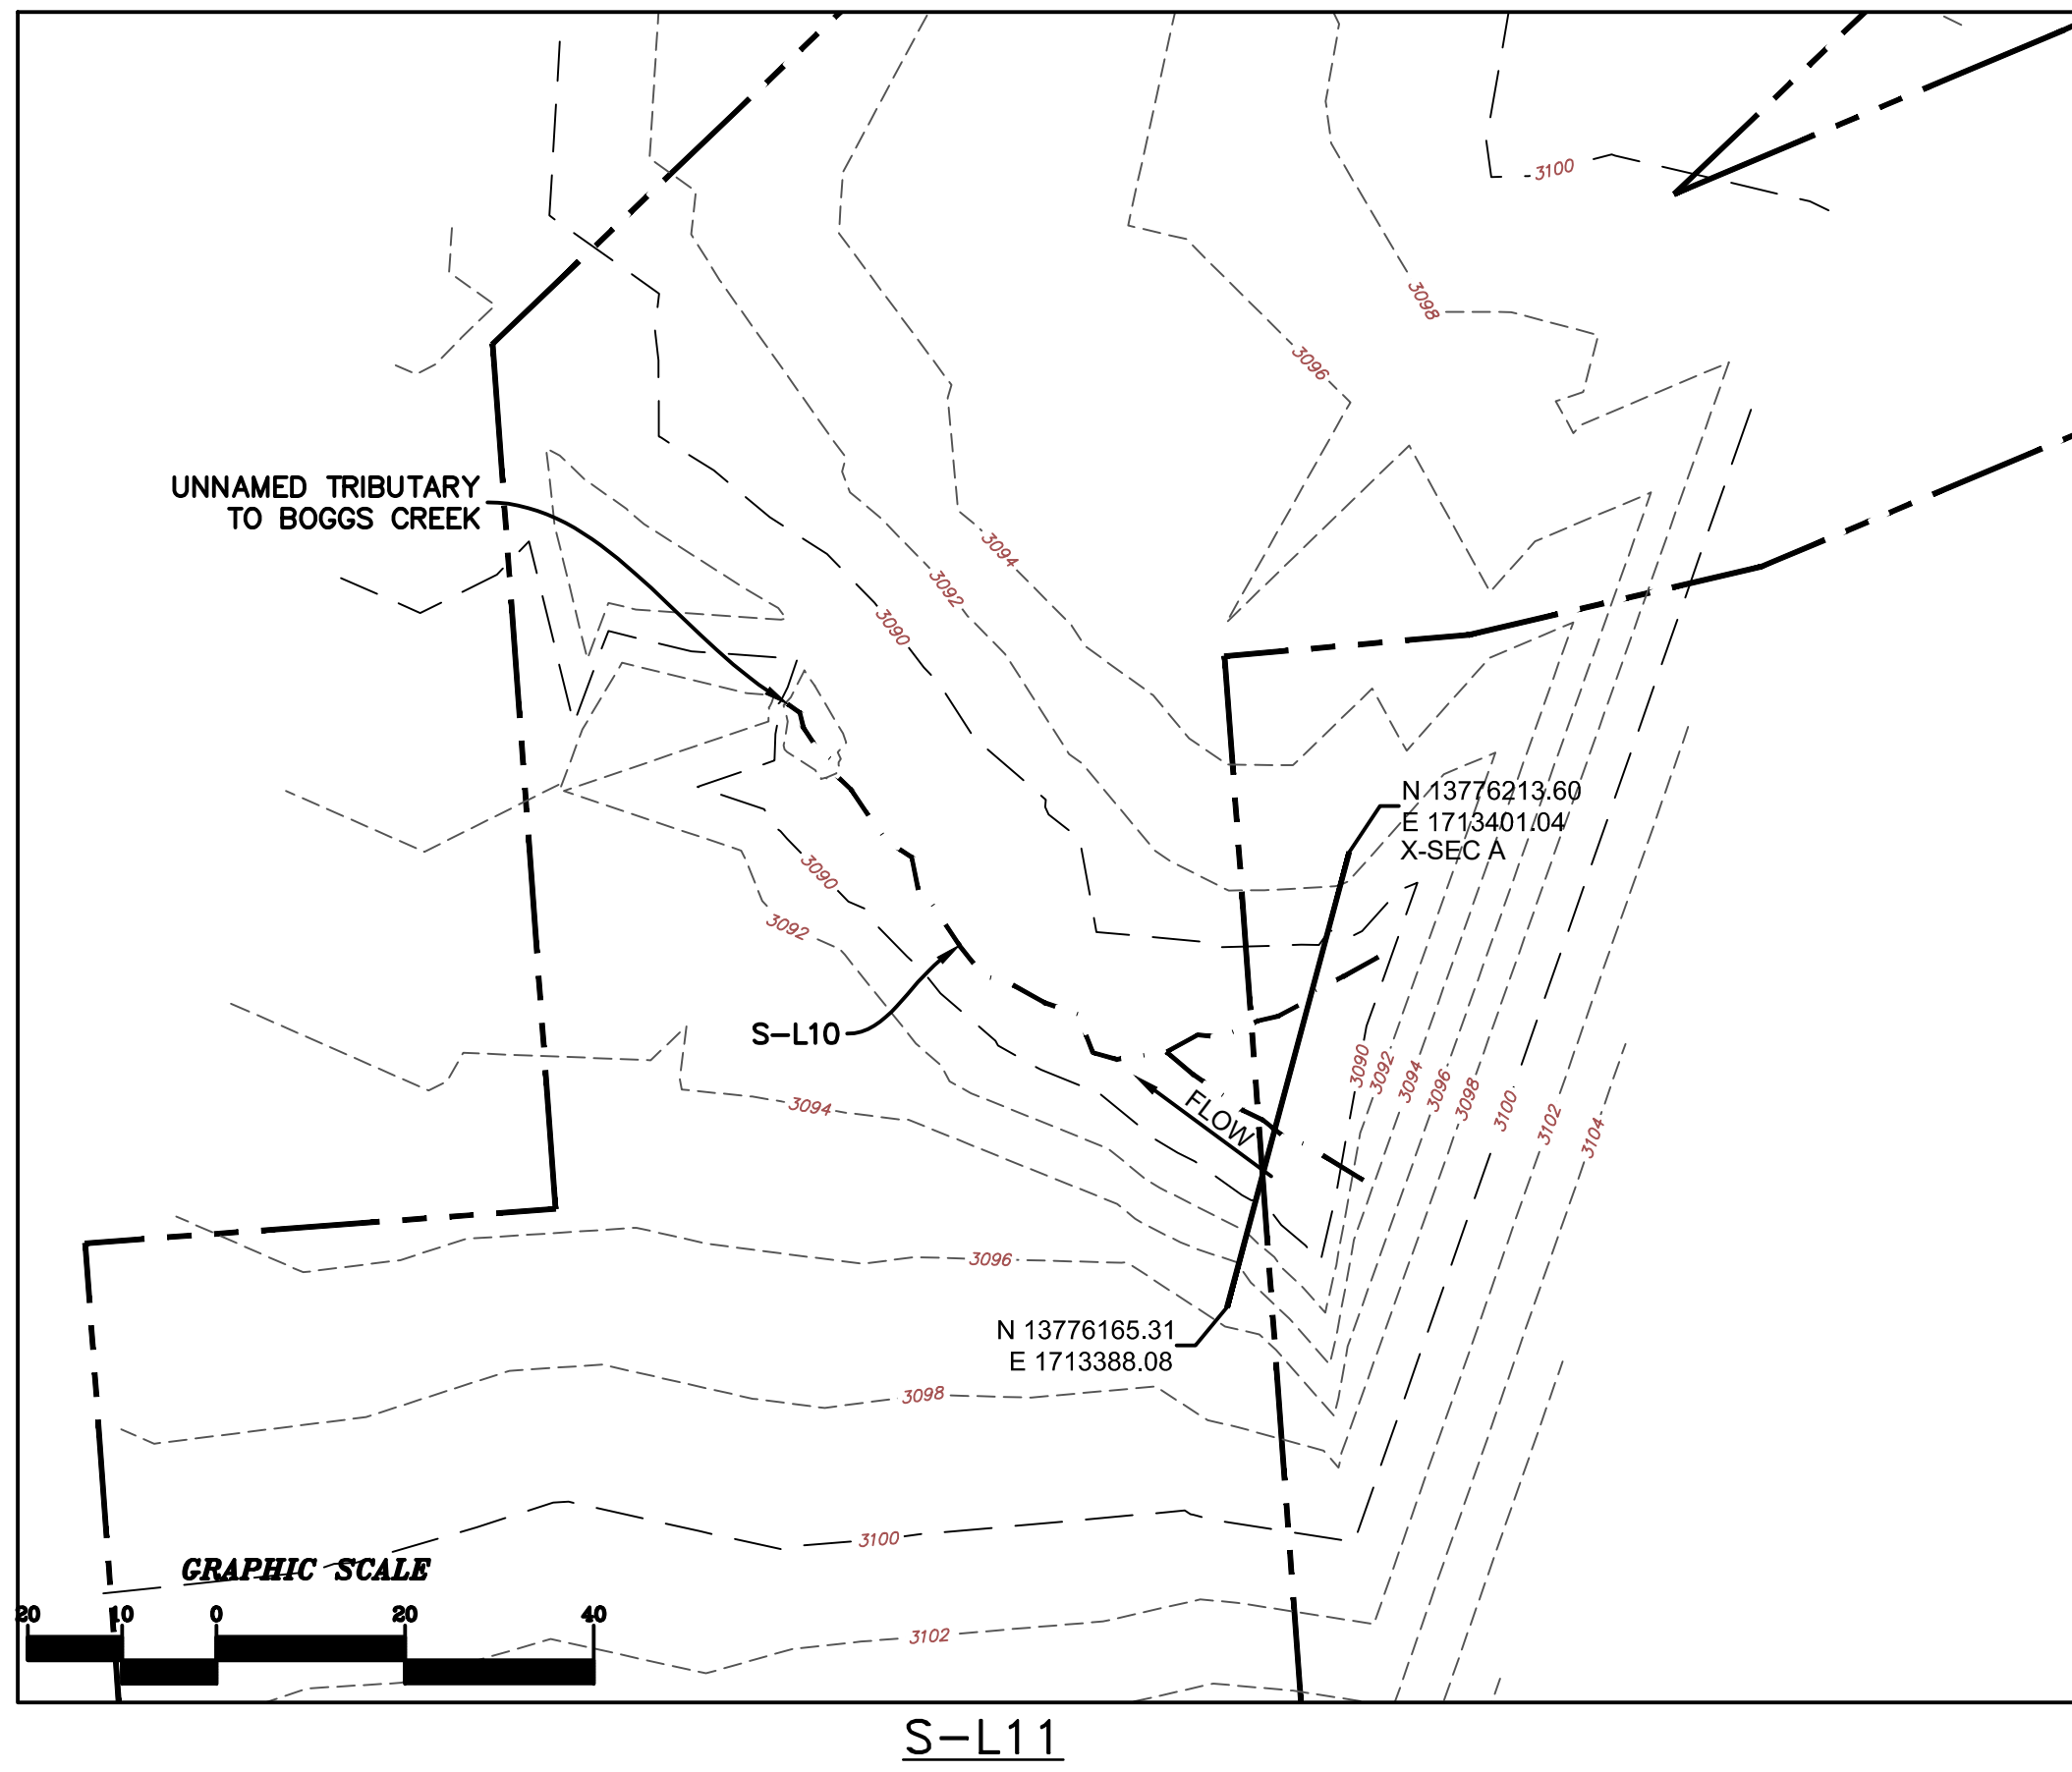 3100
3098
3096
UNNAMED TRIBUTARY
TO BOGGS CREEK
3094
3092
3090
N 13776213.60
E 1713401.04
X-SEC A
3090
3092
S-L10
3094
FLOW
3090
3092
3094
3096
3098
3100
3102
3104
3096
N 13776165.31
E 1713388.08
3098
3100
GRAPHIC SCALE
20 10 0 20 40
3102
S-L11